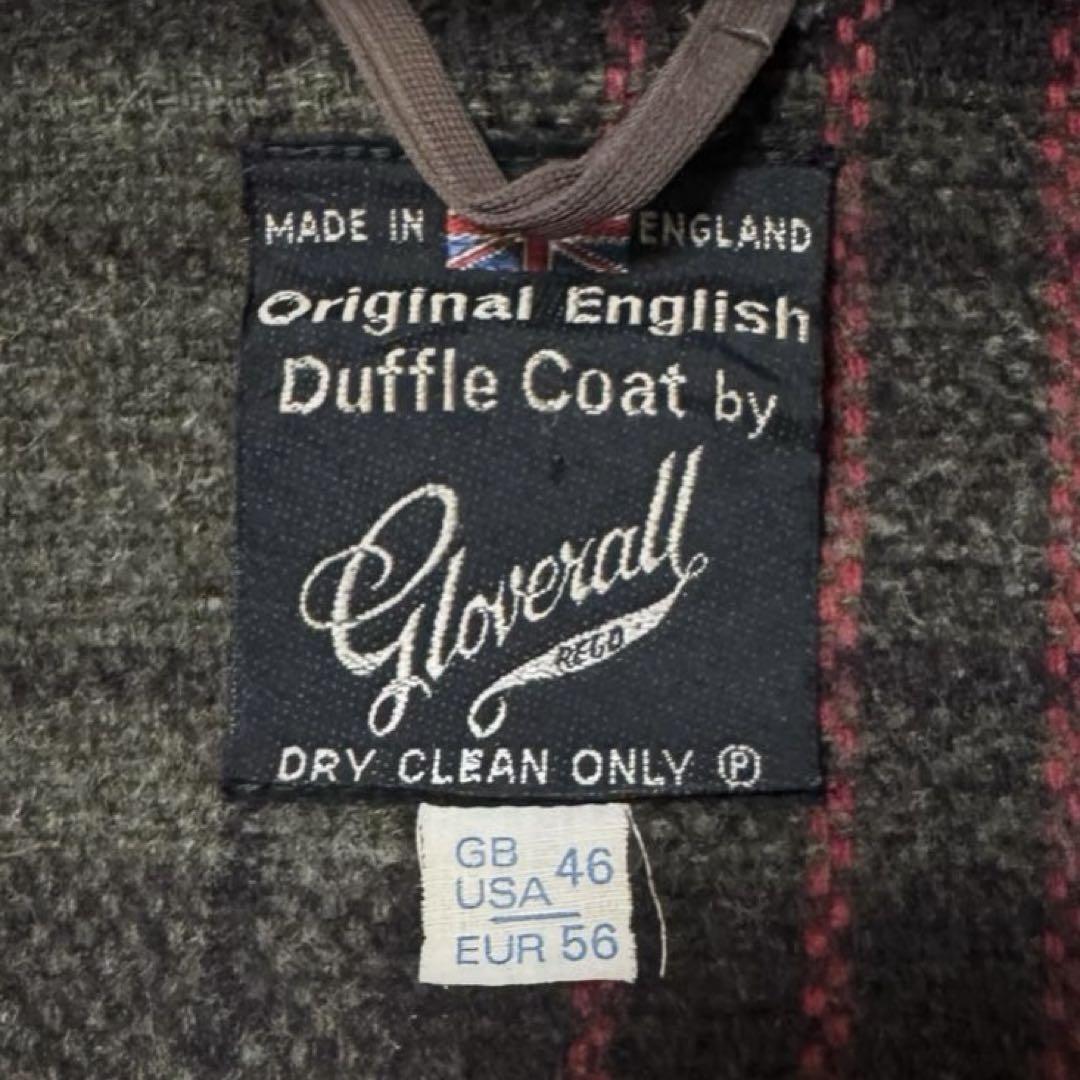 MADE IN ENGLAND
Original English
Duffle Coat by
Gloverall
REGD
DRY CLEAN ONLY Ⓟ
GB
USA 46
EUR 56